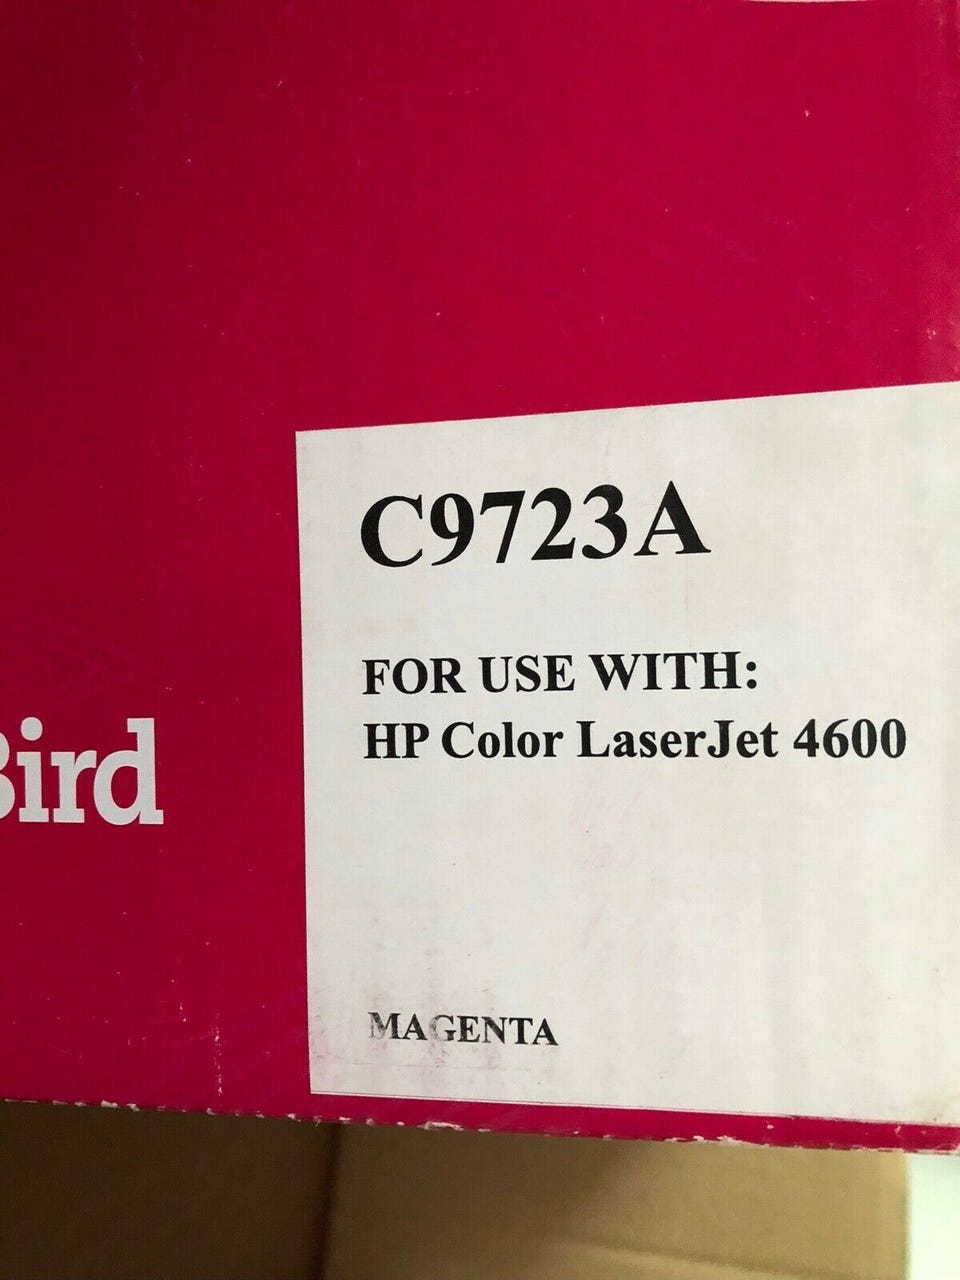 C9723A
FOR USE WITH:
HP Color LaserJet 4600
Bird
MAGENTA